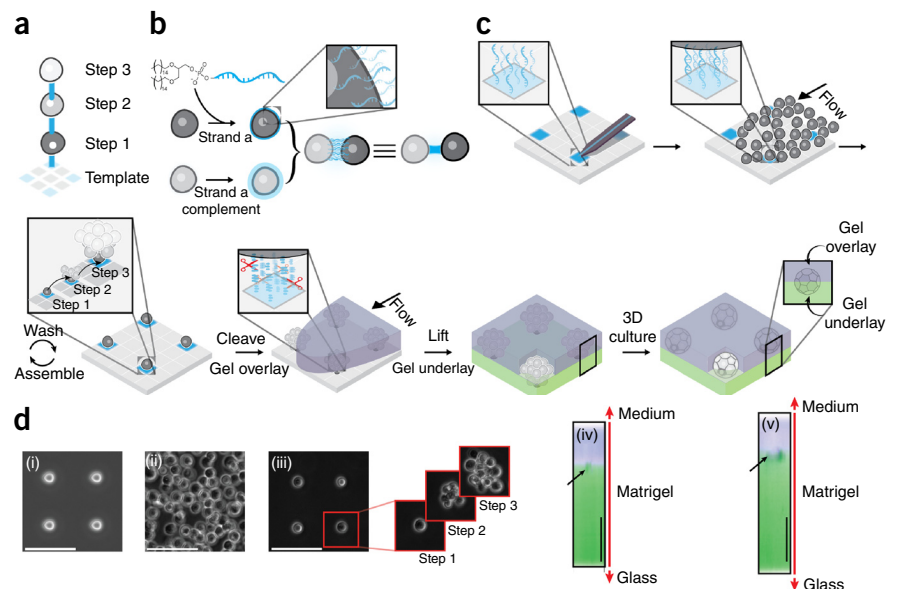 a
Step 3
Step 2
Step 1
Template
b
14
14
O
O
O
O
P
O
O⁻
Strand a
Strand a
complement
c
Flow
Step 1
Step 2
Step 3
Wash
Assemble
Cleave
Gel overlay
Flow
Lift
Gel underlay
3D
culture
Gel
overlay
Gel
underlay
d
(i)
(ii)
(iii)
Step 1
Step 2
Step 3
(iv)
Medium
Matrigel
Glass
(v)
Medium
Matrigel
Glass